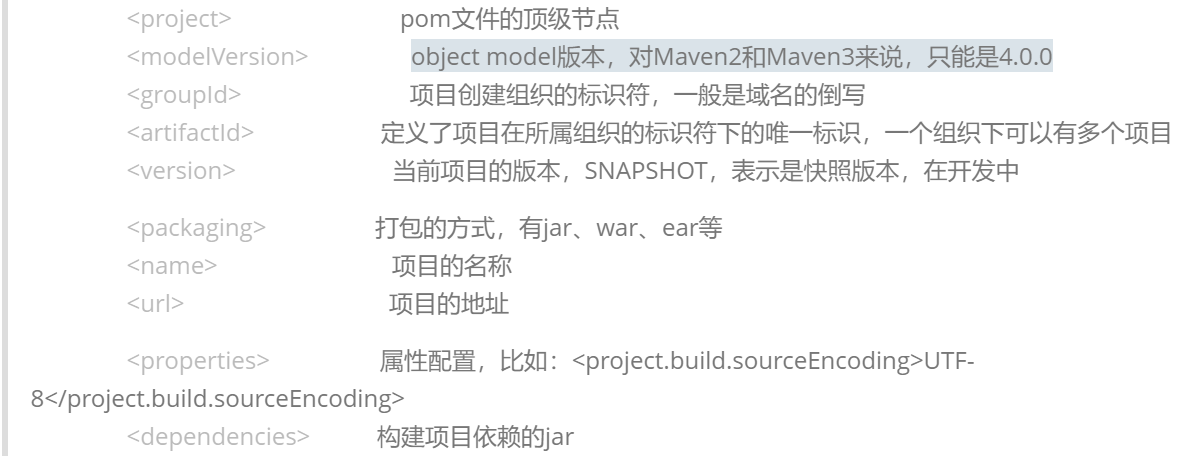 <project> pom文件的顶级节点
<modelVersion> object model版本，对Maven2和Maven3来说，只能是4.0.0
<groupId> 项目创建组织的标识符，一般是域名的倒写
<artifactId> 定义了项目在所属组织的标识符下的唯一标识，一个组织下可以有多个项目
<version> 当前项目的版本，SNAPSHOT，表示是快照版本，在开发中
<packaging> 打包的方式，有jar、war、ear等
<name> 项目的名称
<url> 项目的地址
<properties> 属性配置，比如：<project.build.sourceEncoding>UTF-
8</project.build.sourceEncoding>
<dependencies> 构建项目依赖的jar